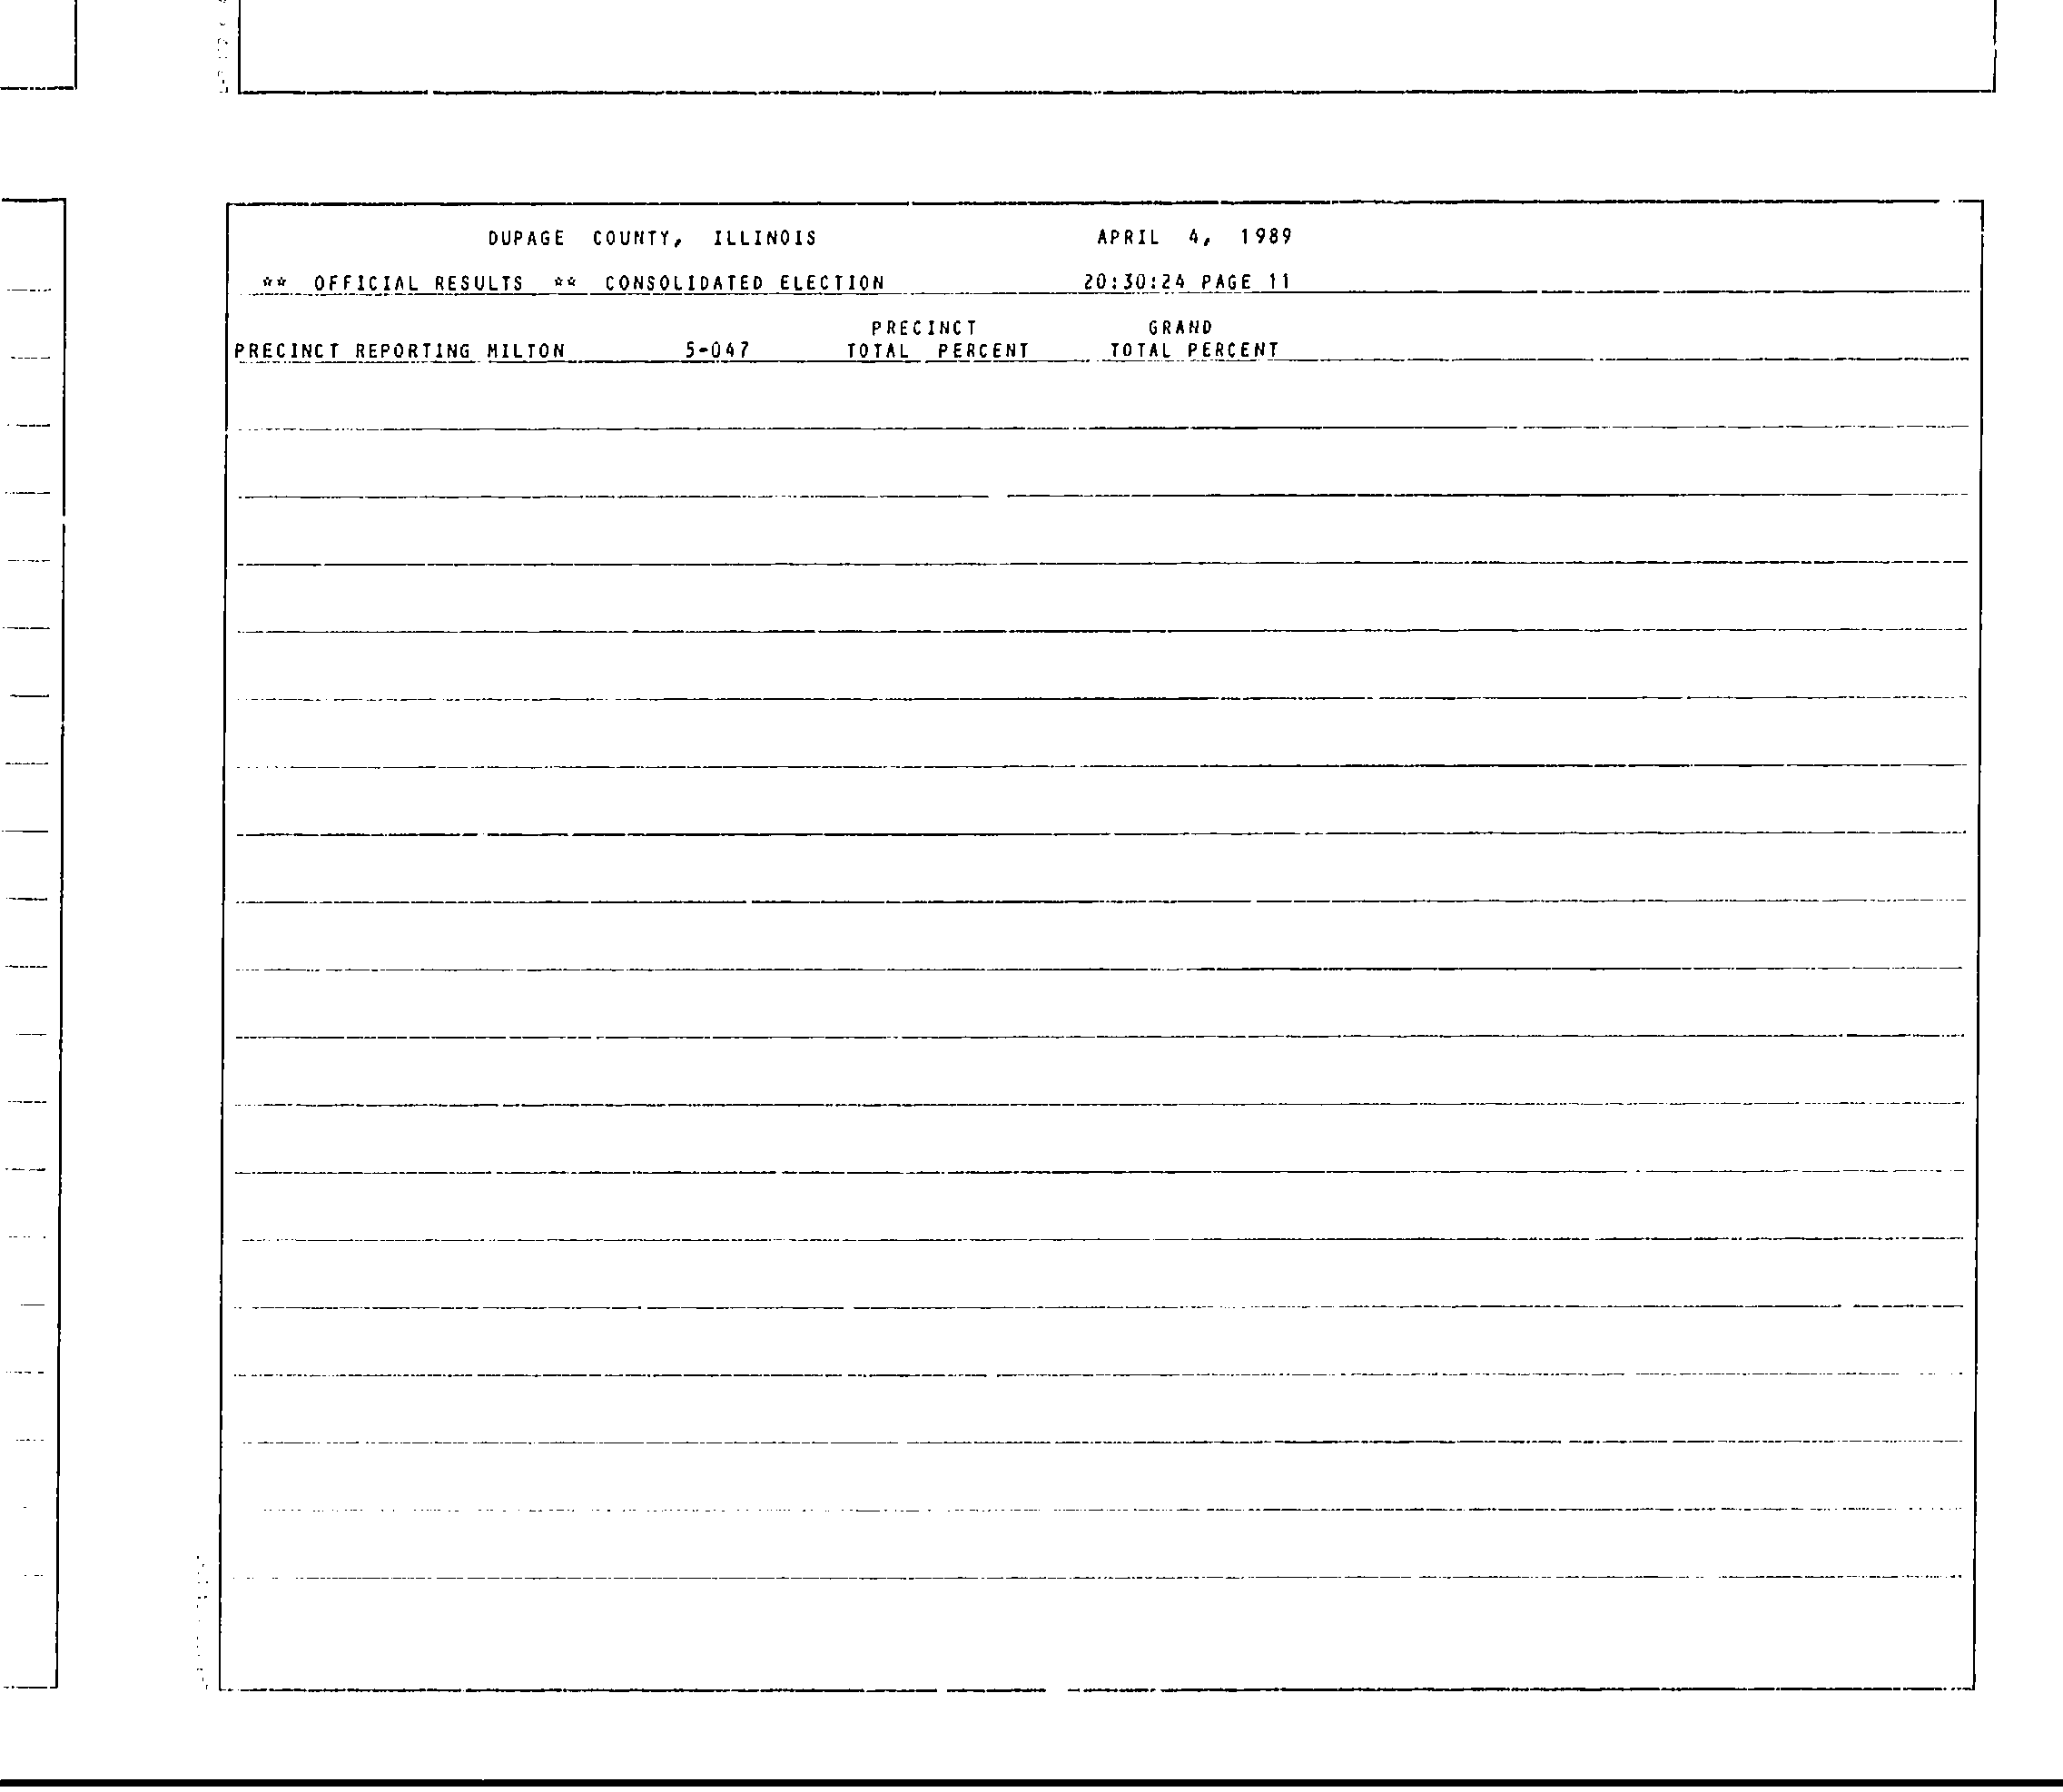 DUPAGE COUNTY, ILLINOIS APRIL 4, 1989
** OFFICIAL RESULTS ** CONSOLIDATED ELECTION 20:30:24 PAGE 11
PRECINCT GRAND
PRECINCT REPORTING MILTON 5-047 TOTAL PERCENT TOTAL PERCENT